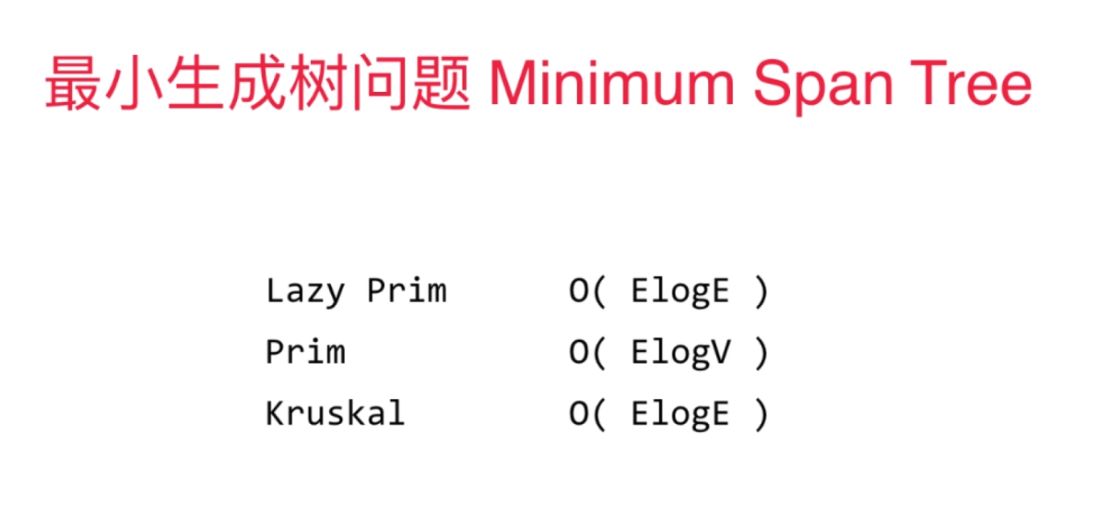 最小生成树问题 Minimum Span Tree
Lazy Prim O( ElogE )
Prim O( ElogV )
Kruskal O( ElogE )